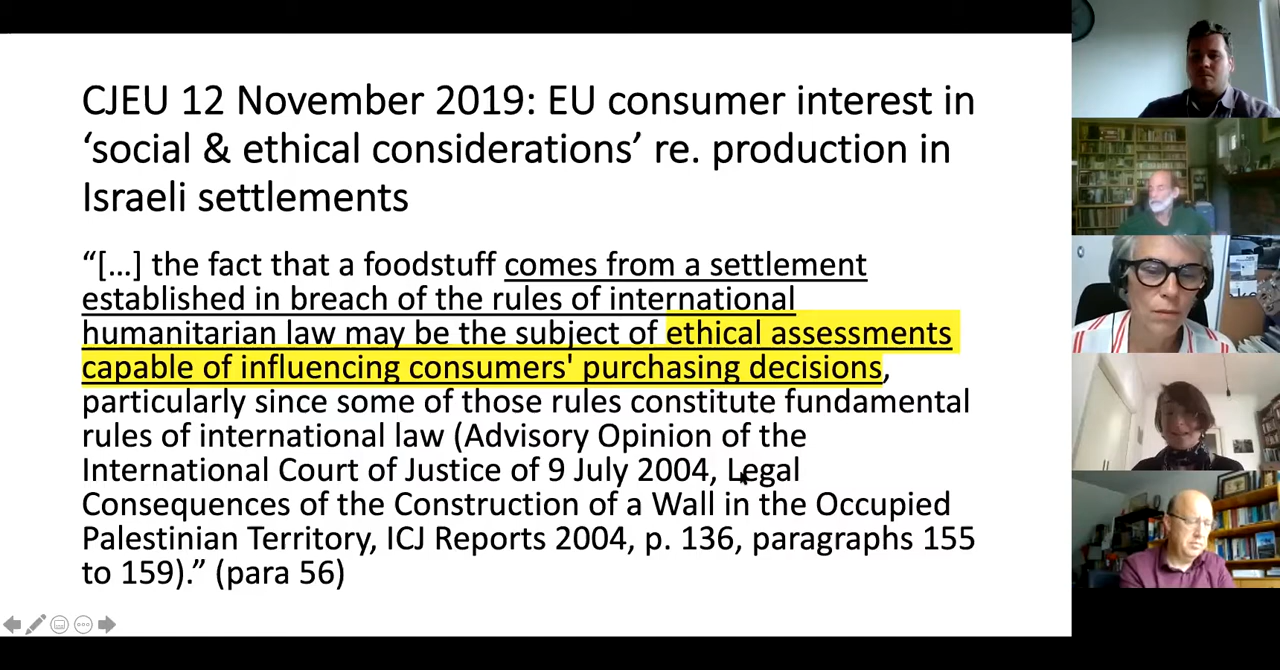 CJEU 12 November 2019: EU consumer interest in
‘social & ethical considerations’ re. production in
Israeli settlements
“[…] the fact that a foodstuff comes from a settlement
established in breach of the rules of international
humanitarian law may be the subject of ethical assessments
capable of influencing consumers' purchasing decisions,
particularly since some of those rules constitute fundamental
rules of international law (Advisory Opinion of the
International Court of Justice of 9 July 2004, Legal
Consequences of the Construction of a Wall in the Occupied
Palestinian Territory, ICJ Reports 2004, p. 136, paragraphs 155
to 159).” (para 56)